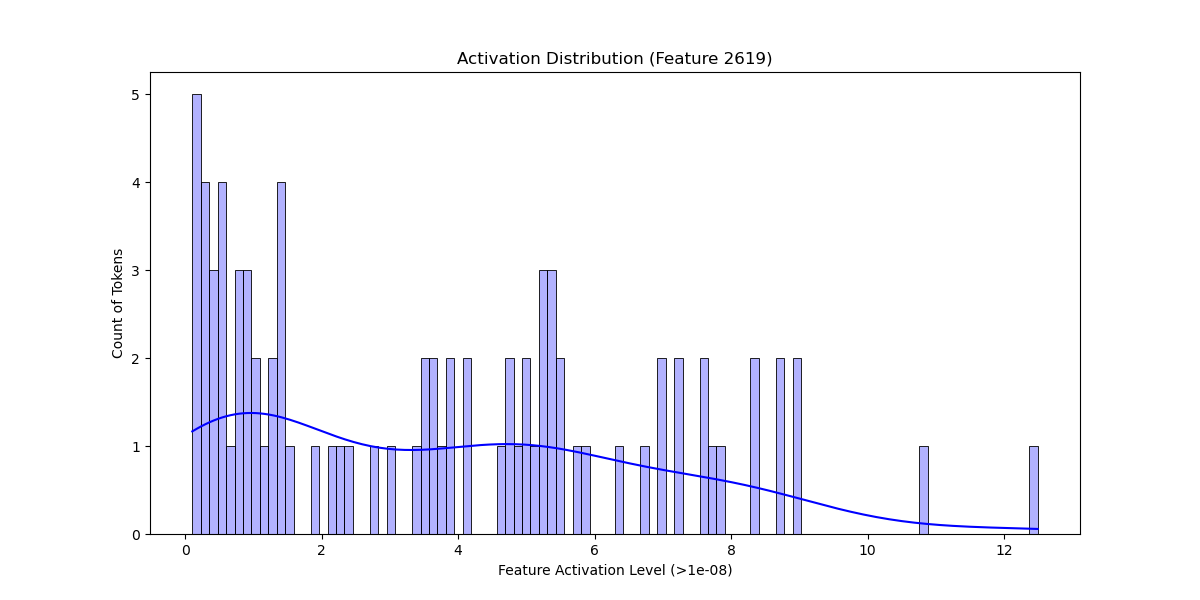 Activation Distribution (Feature 2619)
5
4
3
2
1
0
Count of Tokens
0 2 4 6 8 10 12
Feature Activation Level (>1e-08)